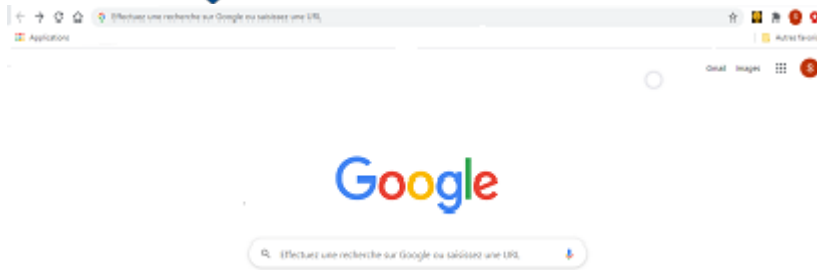 Effectuez une recherche sur Google ou saisissez une URL
Applications
Autres favoris
Gmail Images
S
Google
Effectuez une recherche sur Google ou saisissez une URL